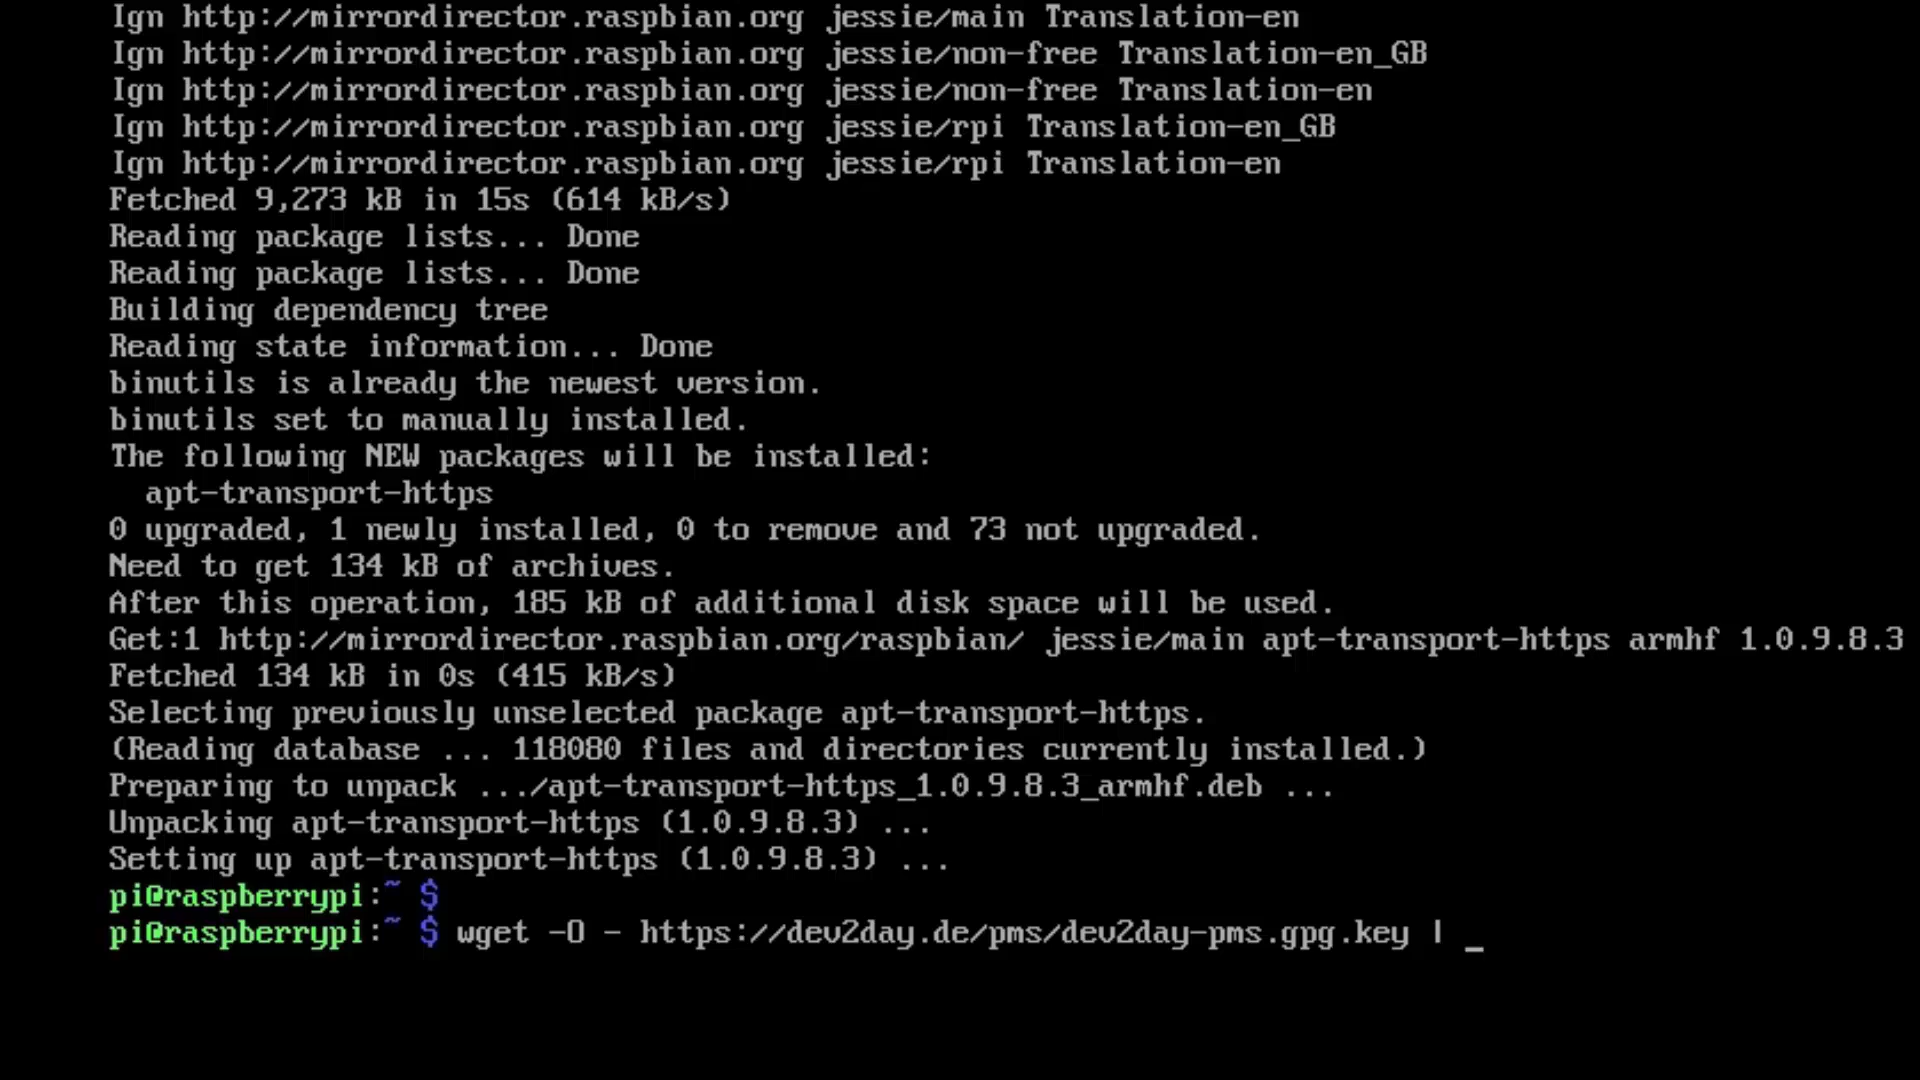 Ign http://mirrordirector.raspbian.org jessie/main Translation-en
Ign http://mirrordirector.raspbian.org jessie/non-free Translation-en_GB
Ign http://mirrordirector.raspbian.org jessie/non-free Translation-en
Ign http://mirrordirector.raspbian.org jessie/rpi Translation-en_GB
Ign http://mirrordirector.raspbian.org jessie/rpi Translation-en
Fetched 9,273 kB in 15s (614 kB/s)
Reading package lists... Done
Reading package lists... Done
Building dependency tree
Reading state information... Done
binutils is already the newest version.
binutils set to manually installed.
The following NEW packages will be installed:
  apt-transport-https
0 upgraded, 1 newly installed, 0 to remove and 73 not upgraded.
Need to get 134 kB of archives.
After this operation, 185 kB of additional disk space will be used.
Get:1 http://mirrordirector.raspbian.org/raspbian/ jessie/main apt-transport-https armhf 1.0.9.8.3
Fetched 134 kB in 0s (415 kB/s)
Selecting previously unselected package apt-transport-https.
(Reading database ... 118080 files and directories currently installed.)
Preparing to unpack .../apt-transport-https_1.0.9.8.3_armhf.deb ...
Unpacking apt-transport-https (1.0.9.8.3) ...
Setting up apt-transport-https (1.0.9.8.3) ...
pi@raspberrypi:~ $
pi@raspberrypi:~ $ wget -O - https://dev2day.de/pms/dev2day-pms.gpg.key | _